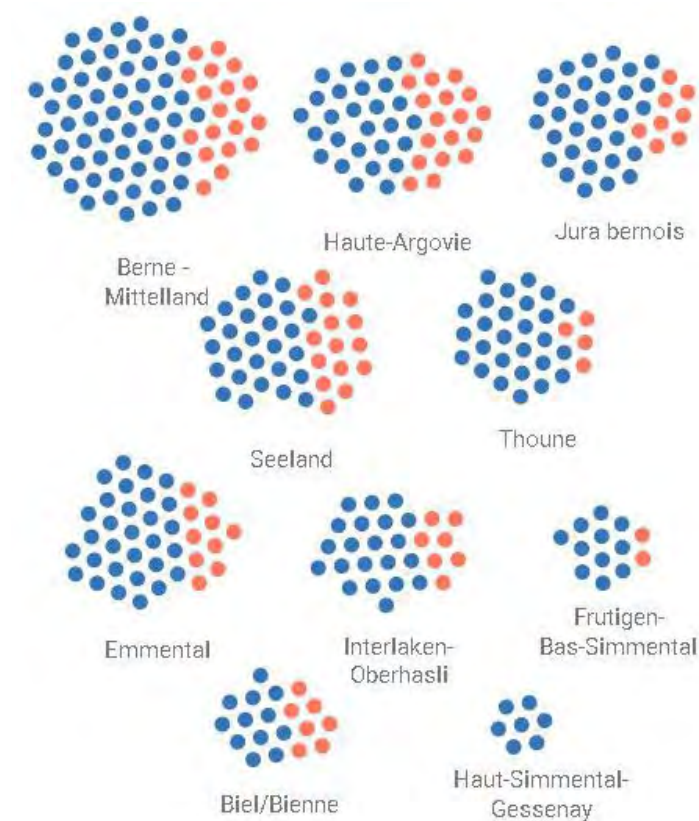 Berne -
Mittelland
Haute-Argovie
Jura bernois
Seeland
Thoune
Emmental
Interlaken-
Oberhasli
Frutigen-
Bas-Simmental
Biel/Bienne
Haut-Simmental-
Gessenay